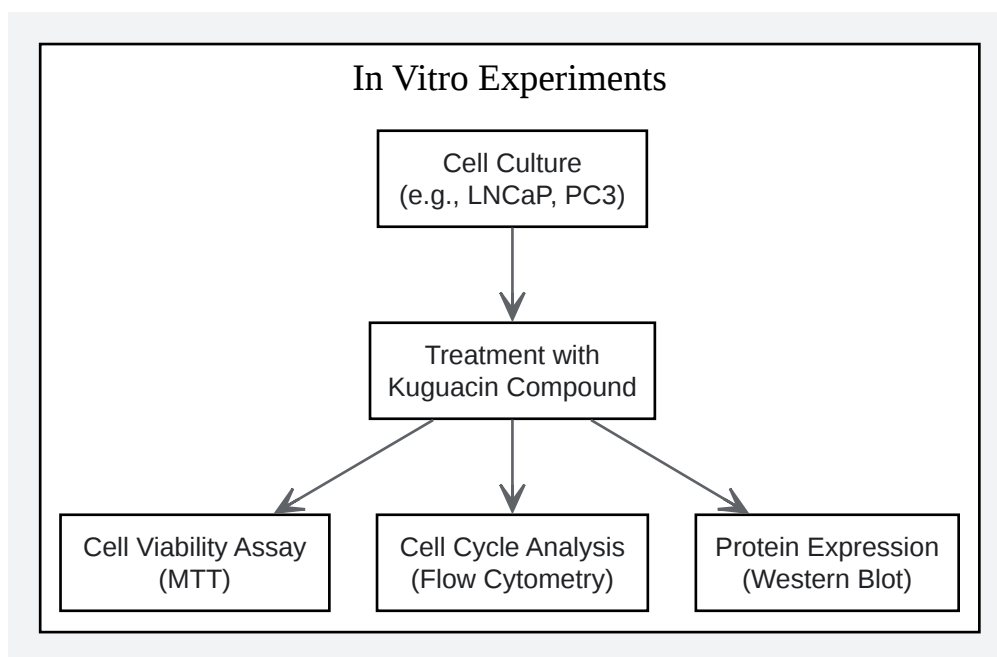 In Vitro Experiments
Cell Culture
(e.g., LNCaP, PC3)
Treatment with
Kuguacin Compound
Cell Viability Assay
(MTT)
Cell Cycle Analysis
(Flow Cytometry)
Protein Expression
(Western Blot)